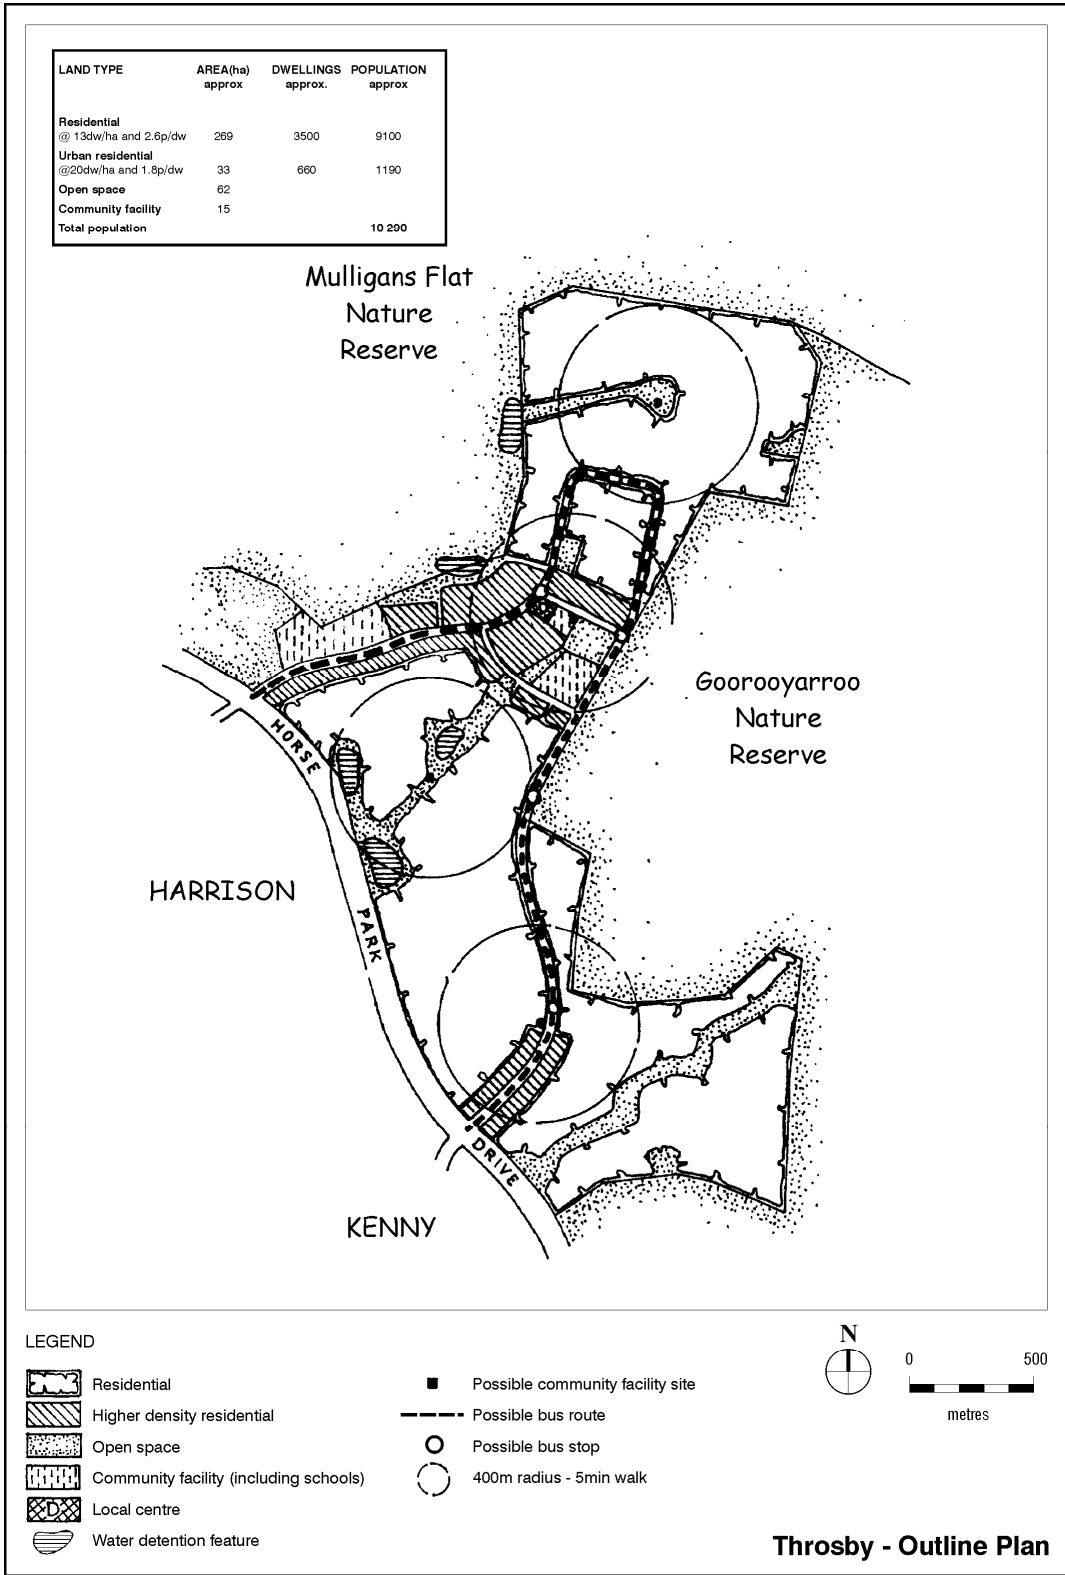 LAND TYPE AREA(ha) DWELLINGS POPULATION
approx approx. approx
Residential
@ 13dw/ha and 2.6p/dw 269 3500 9100
Urban residential
@20dw/ha and 1.8p/dw 33 660 1190
Open space 62
Community facility 15
Total population 10 290
Mulligans Flat
Nature
Reserve
Goorooyarroo
Nature
Reserve
HORSE
PARK
DRIVE
HARRISON
KENNY
LEGEND
Residential
Higher density residential
Open space
Community facility (including schools)
D Local centre
Water detention feature
Possible community facility site
Possible bus route
Possible bus stop
400m radius - 5min walk
N
0 500
metres
Throsby - Outline Plan